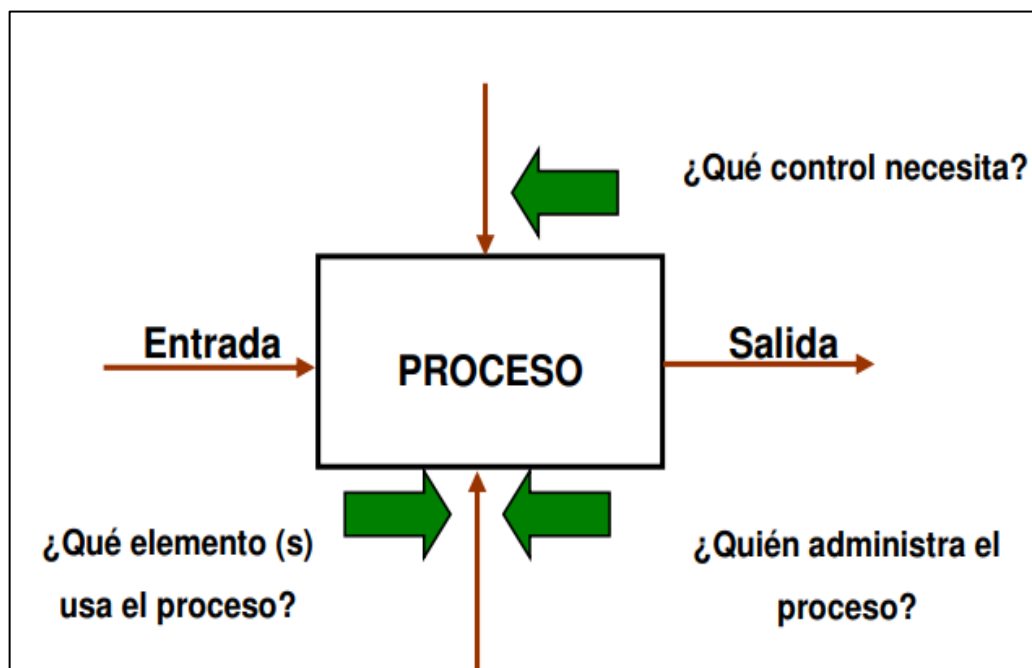 ¿Qué control necesita?
Entrada
PROCESO
Salida
¿Qué elemento (s)
usa el proceso?
¿Quién administra el
proceso?